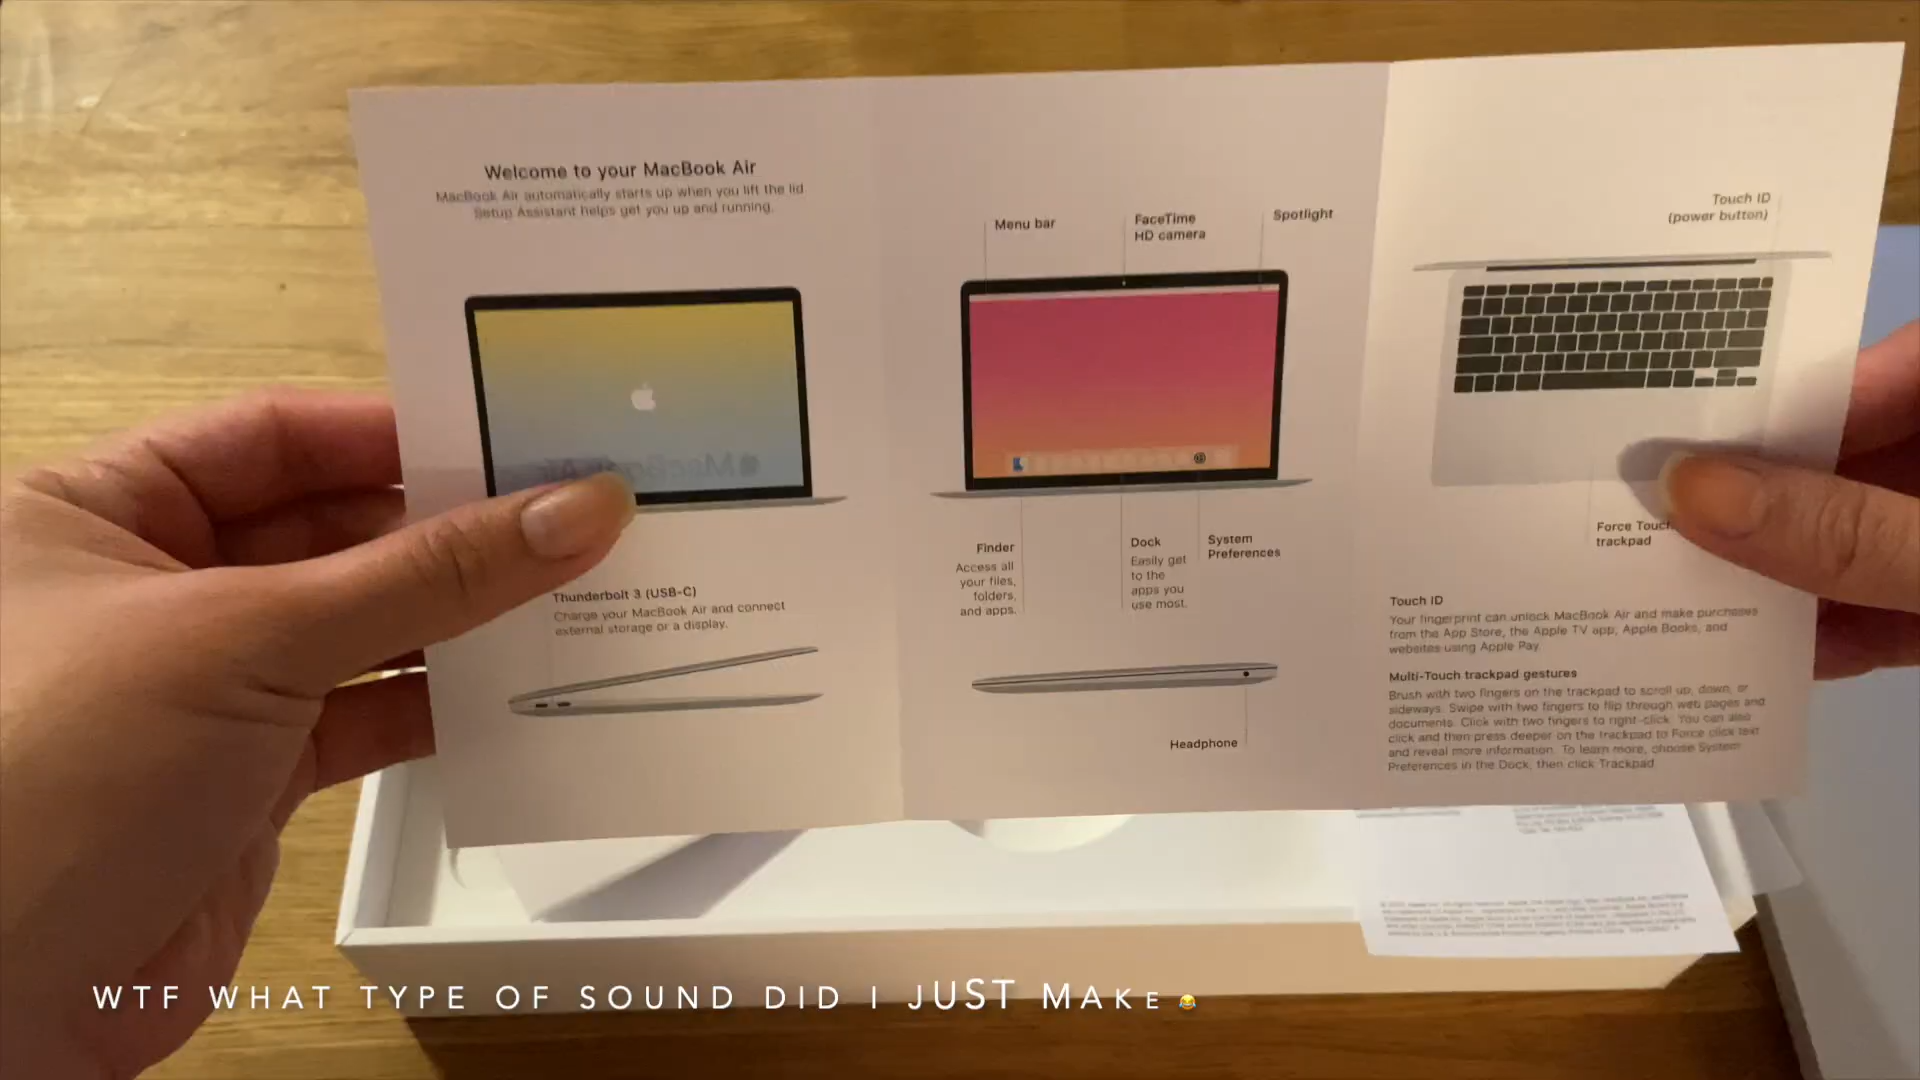 Welcome to your MacBook Air
MacBook Air automatically starts up when you lift the lid
Setup Assistant helps get you up and running.
Thunderbolt 3 (USB-C)
Charge your MacBook Air and connect
external storage or a display.
Menu bar
FaceTime
HD camera
Spotlight
Finder
Access all
your files,
folders,
and apps.
Dock
Easily get
to the
apps you
use most.
System
Preferences
Headphone
Touch ID
(power button)
Force Touch
trackpad
Touch ID
Your fingerprint can unlock MacBook Air and make purchases
from the App Store, the Apple TV app, Apple Books, and
websites using Apple Pay
Multi-Touch trackpad gestures
Brush with two fingers on the trackpad to scroll up, down, or
sideways. Swipe with two fingers to flip through web pages and
documents. Click with two fingers to right-click. You can also
click and then press deeper on the trackpad to Force click text
and reveal more information. To learn more, choose System
Preferences in the Dock, then click Trackpad
WTF WHAT TYPE OF SOUND DID I JUST MAKE 😂